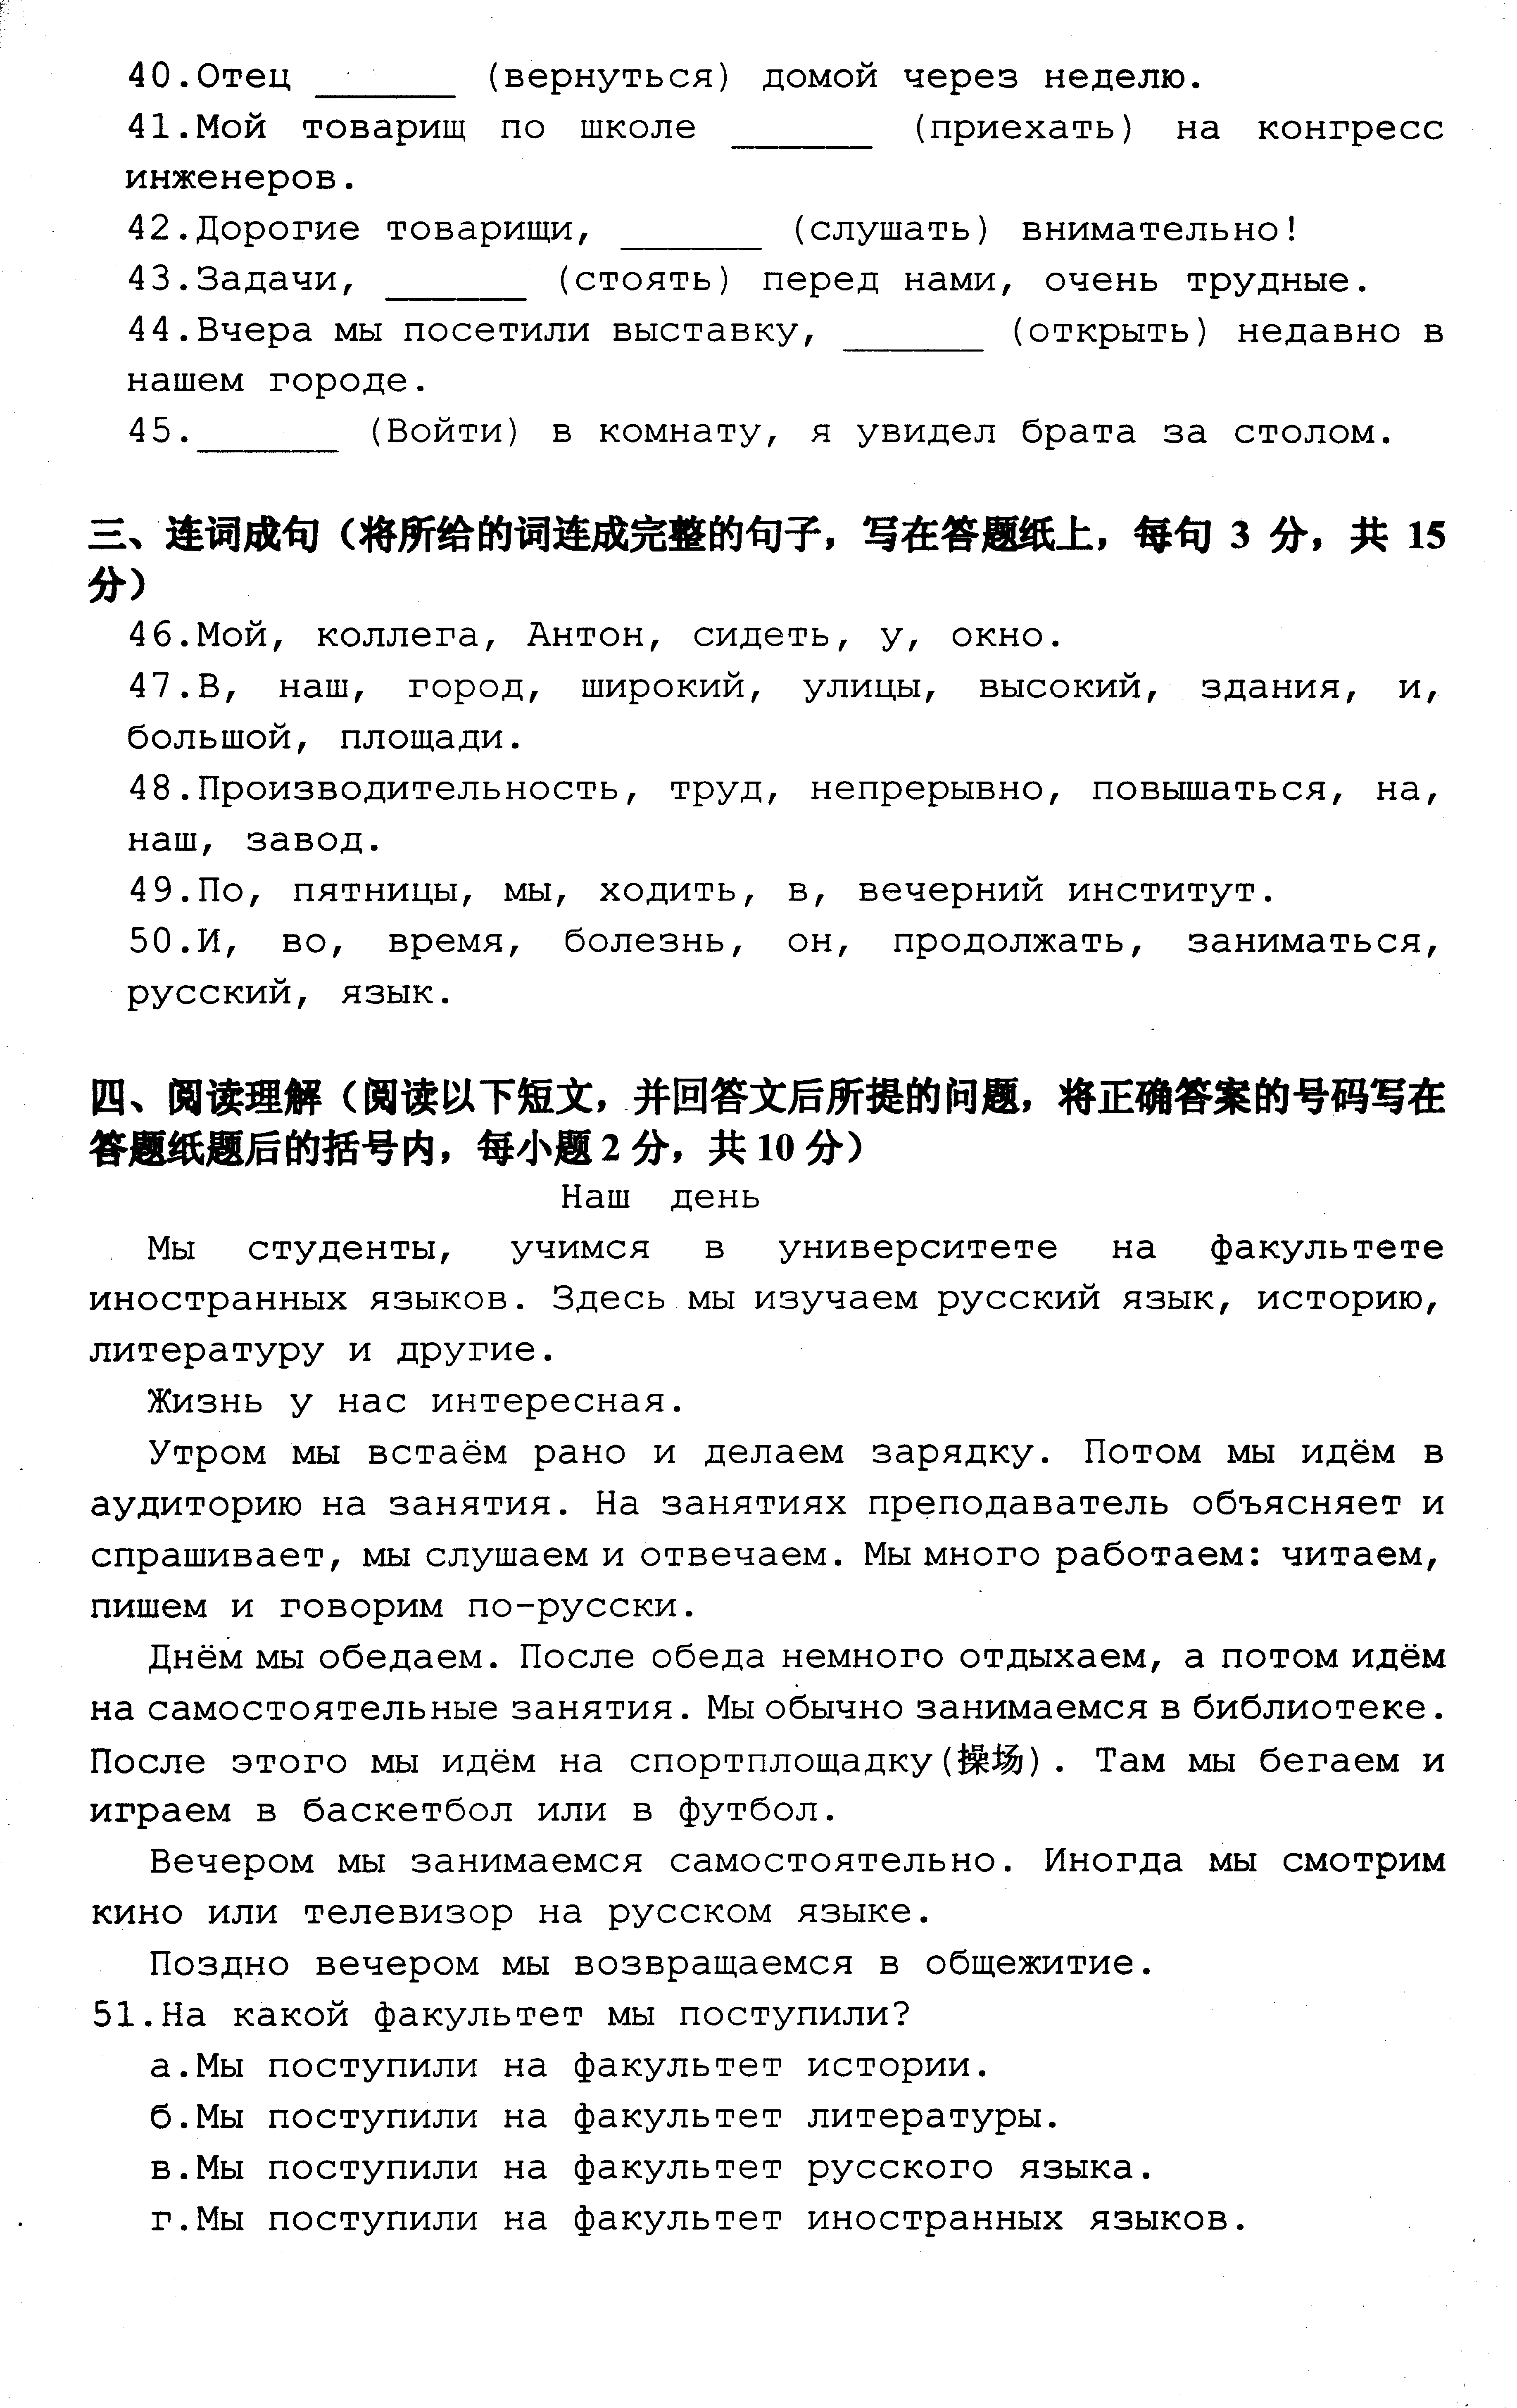 40.Отец ______ (вернуться) домой через неделю.
41.Мой товарищ по школе ______ (приехать) на конгресс
инженеров.
42.Дорогие товарищи, ______ (слушать) внимательно!
43.Задачи, ______ (стоять) перед нами, очень трудные.
44.Вчера мы посетили выставку, ______ (открыть) недавно в
нашем городе.
45.______ (Войти) в комнату, я увидел брата за столом.
三、连词成句（将所给的词连成完整的句子，写在答题纸上，每句 3 分，共 15
分）
46.Мой, коллега, Антон, сидеть, у, окно.
47.В, наш, город, широкий, улицы, высокий, здания, и,
большой, площади.
48.Производительность, труд, непрерывно, повышаться, на,
наш, завод.
49.По, пятницы, мы, ходить, в, вечерний институт.
50.И, во, время, болезнь, он, продолжать, заниматься,
русский, язык.
四、阅读理解（阅读以下短文，并回答文后所提的问题，将正确答案的号码写在
答题纸题后的括号内，每小题 2 分，共 10 分）
Наш день
Мы студенты, учимся в университете на факультете
иностранных языков. Здесь мы изучаем русский язык, историю,
литературу и другие.
Жизнь у нас интересная.
Утром мы встаём рано и делаем зарядку. Потом мы идём в
аудиторию на занятия. На занятиях преподаватель объясняет и
спрашивает, мы слушаем и отвечаем. Мы много работаем: читаем,
пишем и говорим по-русски.
Днём мы обедаем. После обеда немного отдыхаем, а потом идём
на самостоятельные занятия. Мы обычно занимаемся в библиотеке.
После этого мы идём на спортплощадку(操场). Там мы бегаем и
играем в баскетбол или в футбол.
Вечером мы занимаемся самостоятельно. Иногда мы смотрим
кино или телевизор на русском языке.
Поздно вечером мы возвращаемся в общежитие.
51.На какой факультет мы поступили?
а.Мы поступили на факультет истории.
б.Мы поступили на факультет литературы.
в.Мы поступили на факультет русского языка.
г.Мы поступили на факультет иностранных языков.